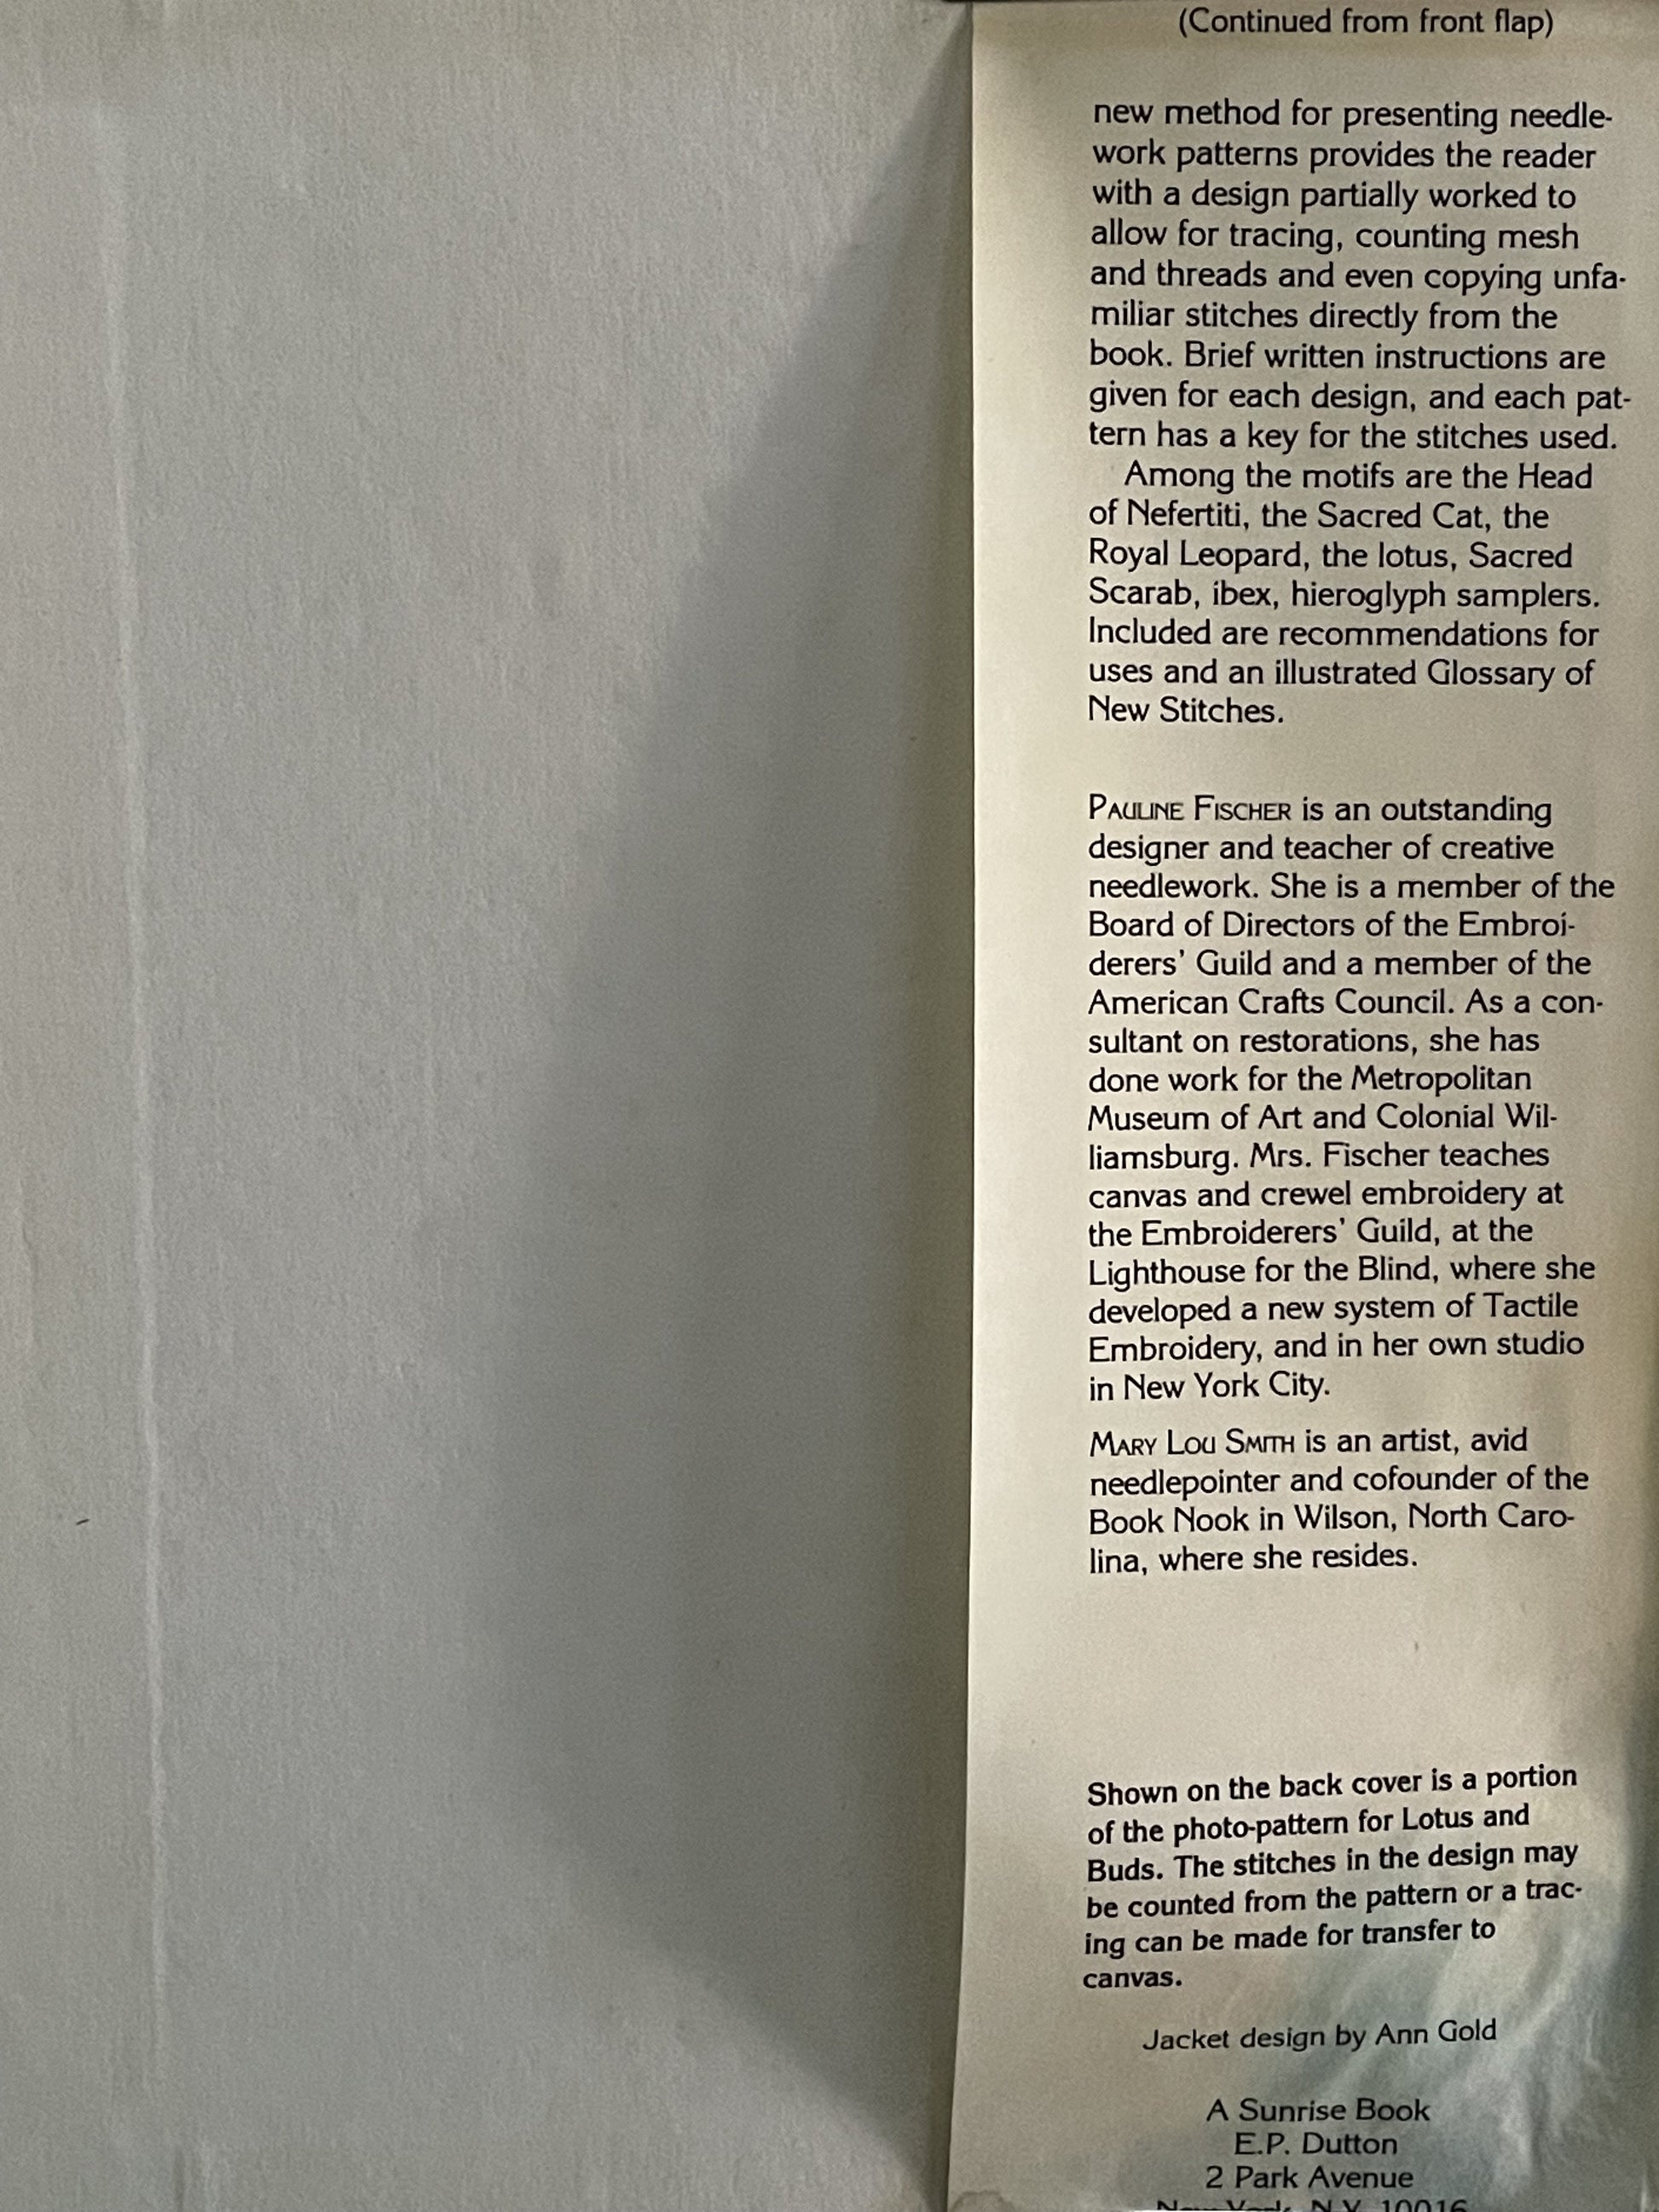 (Continued from front flap)
new method for presenting needle-
work patterns provides the reader
with a design partially worked to
allow for tracing, counting mesh
and threads and even copying unfa-
miliar stitches directly from the
book. Brief written instructions are
given for each design, and each pat-
tern has a key for the stitches used.
Among the motifs are the Head
of Nefertiti, the Sacred Cat, the
Royal Leopard, the lotus, Sacred
Scarab, ibex, hieroglyph samplers.
Included are recommendations for
uses and an illustrated Glossary of
New Stitches.
PAULINE FISCHER is an outstanding
designer and teacher of creative
needlework. She is a member of the
Board of Directors of the Embroi-
derers' Guild and a member of the
American Crafts Council. As a con-
sultant on restorations, she has
done work for the Metropolitan
Museum of Art and Colonial Wil-
liamsburg. Mrs. Fischer teaches
canvas and crewel embroidery at
the Embroiderers' Guild, at the
Lighthouse for the Blind, where she
developed a new system of Tactile
Embroidery, and in her own studio
in New York City.
MARY LOU SMITH is an artist, avid
needlepointer and cofounder of the
Book Nook in Wilson, North Caro-
lina, where she resides.
Shown on the back cover is a portion
of the photo-pattern for Lotus and
Buds. The stitches in the design may
be counted from the pattern or a trac-
ing can be made for transfer to
canvas.
Jacket design by Ann Gold
A Sunrise Book
E.P. Dutton
2 Park Avenue
New York, N.Y. 10016